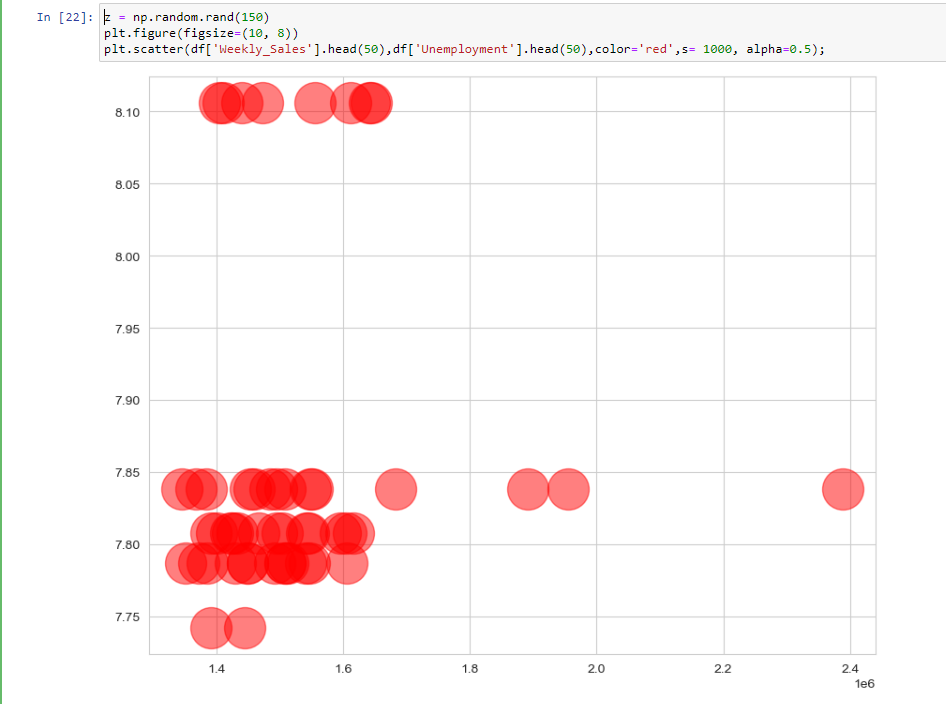 In [22]: z = np.random.rand(150)
plt.figure(figsize=(10, 8))
plt.scatter(df['Weekly_Sales'].head(50),df['Unemployment'].head(50),color='red',s= 1000, alpha=0.5);
8.10
8.05
8.00
7.95
7.90
7.85
7.80
7.75
1.4 1.6 1.8 2.0 2.2 2.4
1e6